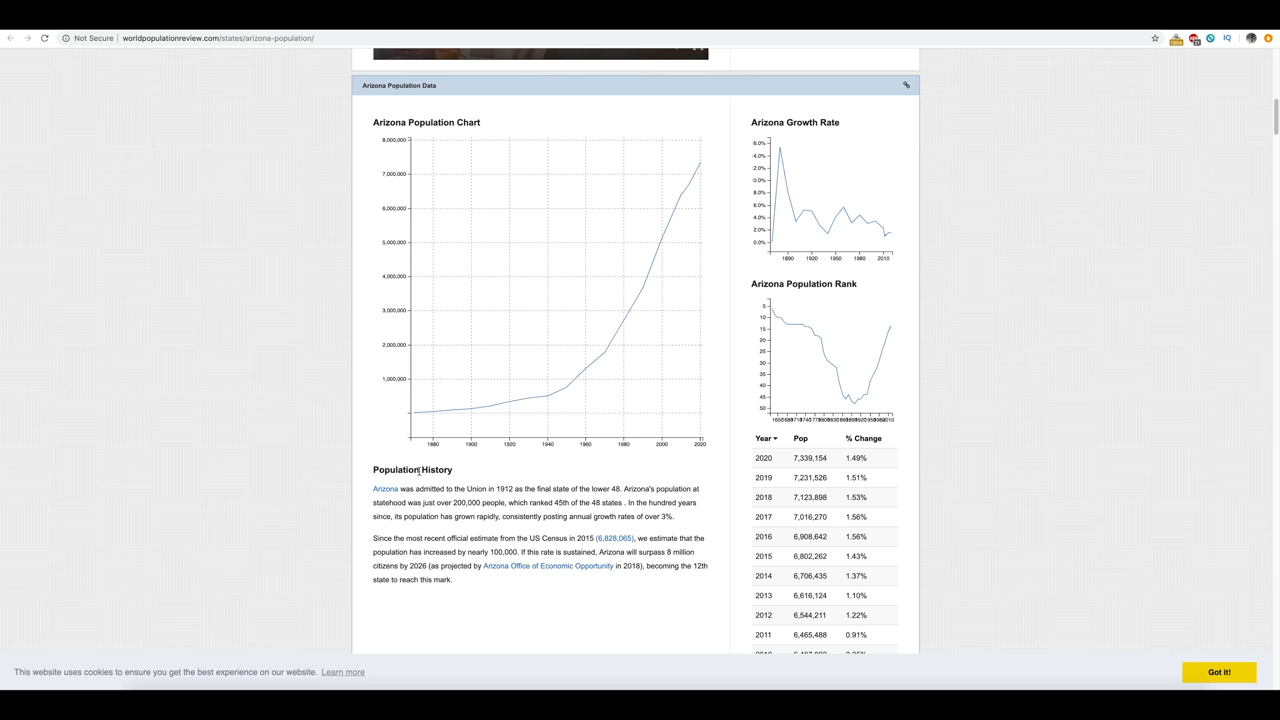 Not Secure worldpopulationreview.com/states/arizona-population/
IQ
Arizona Population Data
Arizona Population Chart
8,000,000
7,000,000
6,000,000
5,000,000
4,000,000
3,000,000
2,000,000
1,000,000
1880 1900 1920 1940 1960 1980 2000 2020
Population History
Arizona was admitted to the Union in 1912 as the final state of the lower 48. Arizona's population at
statehood was just over 200,000 people, which ranked 45th of the 48 states . In the hundred years
since, its population has grown rapidly, consistently posting annual growth rates of over 3%.
Since the most recent official estimate from the US Census in 2015 (6,828,065), we estimate that the
population has increased by nearly 100,000. If this rate is sustained, Arizona will surpass 8 million
citizens by 2026 (as projected by Arizona Office of Economic Opportunity in 2018), becoming the 12th
state to reach this mark.
Arizona Growth Rate
6.0%
4.0%
2.0%
0.0%
8.0%
6.0%
4.0%
2.0%
0.0%
1890 1920 1950 1980 2010
Arizona Population Rank
5
10
15
20
25
30
35
40
45
50
Year Pop % Change
2020 7,339,154 1.49%
2019 7,231,526 1.51%
2018 7,123,898 1.53%
2017 7,016,270 1.56%
2016 6,908,642 1.56%
2015 6,802,262 1.43%
2014 6,706,435 1.37%
2013 6,616,124 1.10%
2012 6,544,211 1.22%
2011 6,465,488 0.91%
This website uses cookies to ensure you get the best experience on our website. Learn more
Got it!